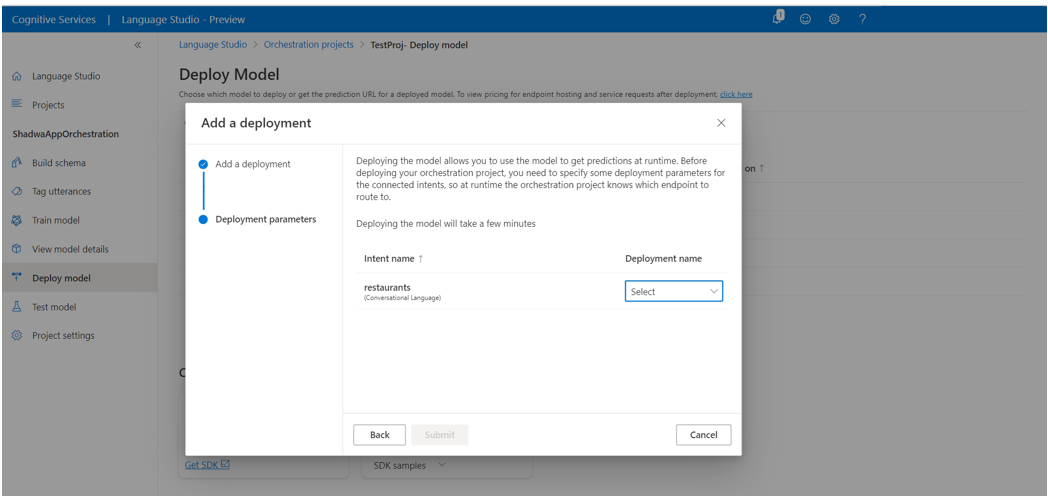 Cognitive Services | Language Studio - Preview
1
?
«
Language Studio > Orchestration projects > TestProj- Deploy model
Language Studio
Projects
ShadwaAppOrchestration
Build schema
Tag utterances
Train model
View model details
Deploy model
Test model
Project settings
Deploy Model
Choose which model to deploy or get the prediction URL for a deployed model. To view pricing for endpoint hosting and service requests after deployment, click here
on ↑
Add a deployment
Add a deployment
Deployment parameters
Deploying the model allows you to use the model to get predictions at runtime. Before
deploying your orchestration project, you need to specify some deployment parameters for
the connected intents, so at runtime the orchestration project knows which endpoint to
route to.
Deploying the model will take a few minutes
Intent name ↑ Deployment name
restaurants
(Conversational Language)
Select
Back Submit Cancel
Get SDK
SDK samples